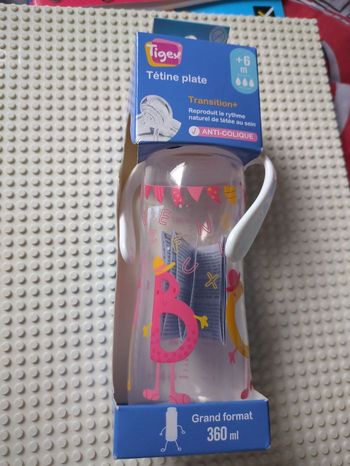 Tigex
+6
m
Tétine plate
Transition+
Reproduit le rythme
naturel de tétée au sein
√ ANTI-COLIQUE
E N
E F U X
B
Grand format
360 ml